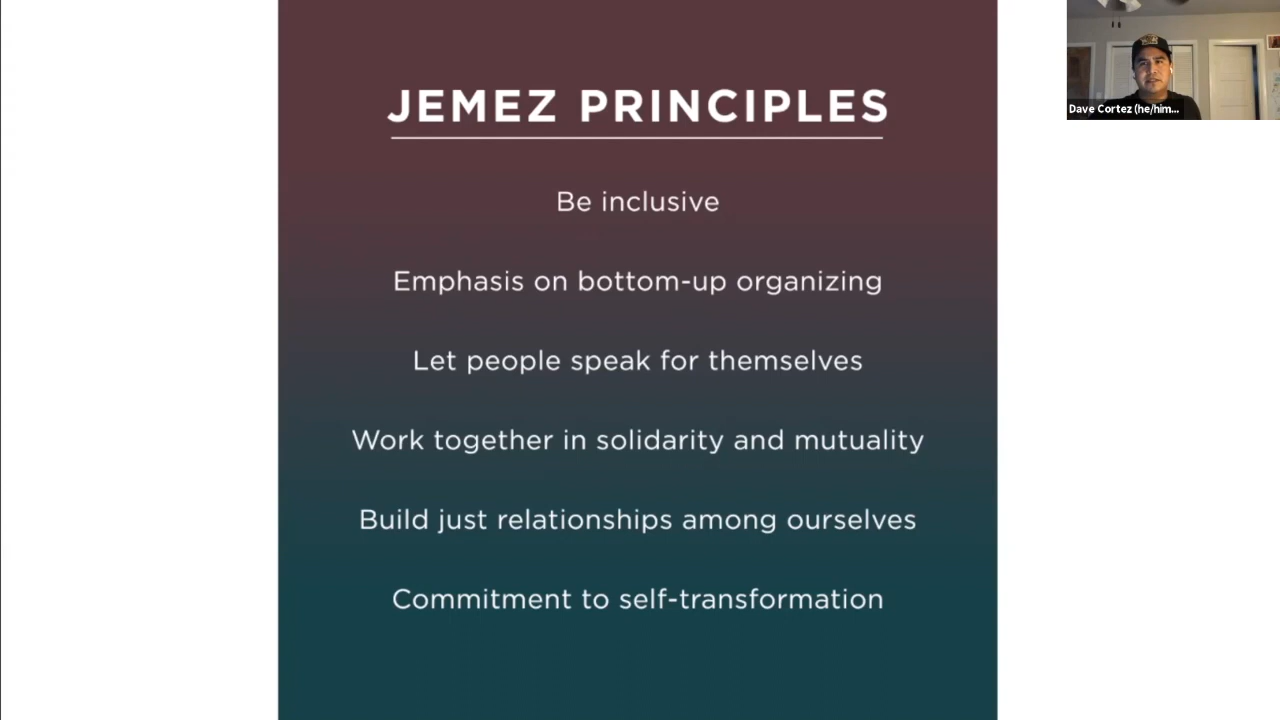 JEMEZ PRINCIPLES
Be inclusive
Emphasis on bottom-up organizing
Let people speak for themselves
Work together in solidarity and mutuality
Build just relationships among ourselves
Commitment to self-transformation
Dave Cortez (he/him...